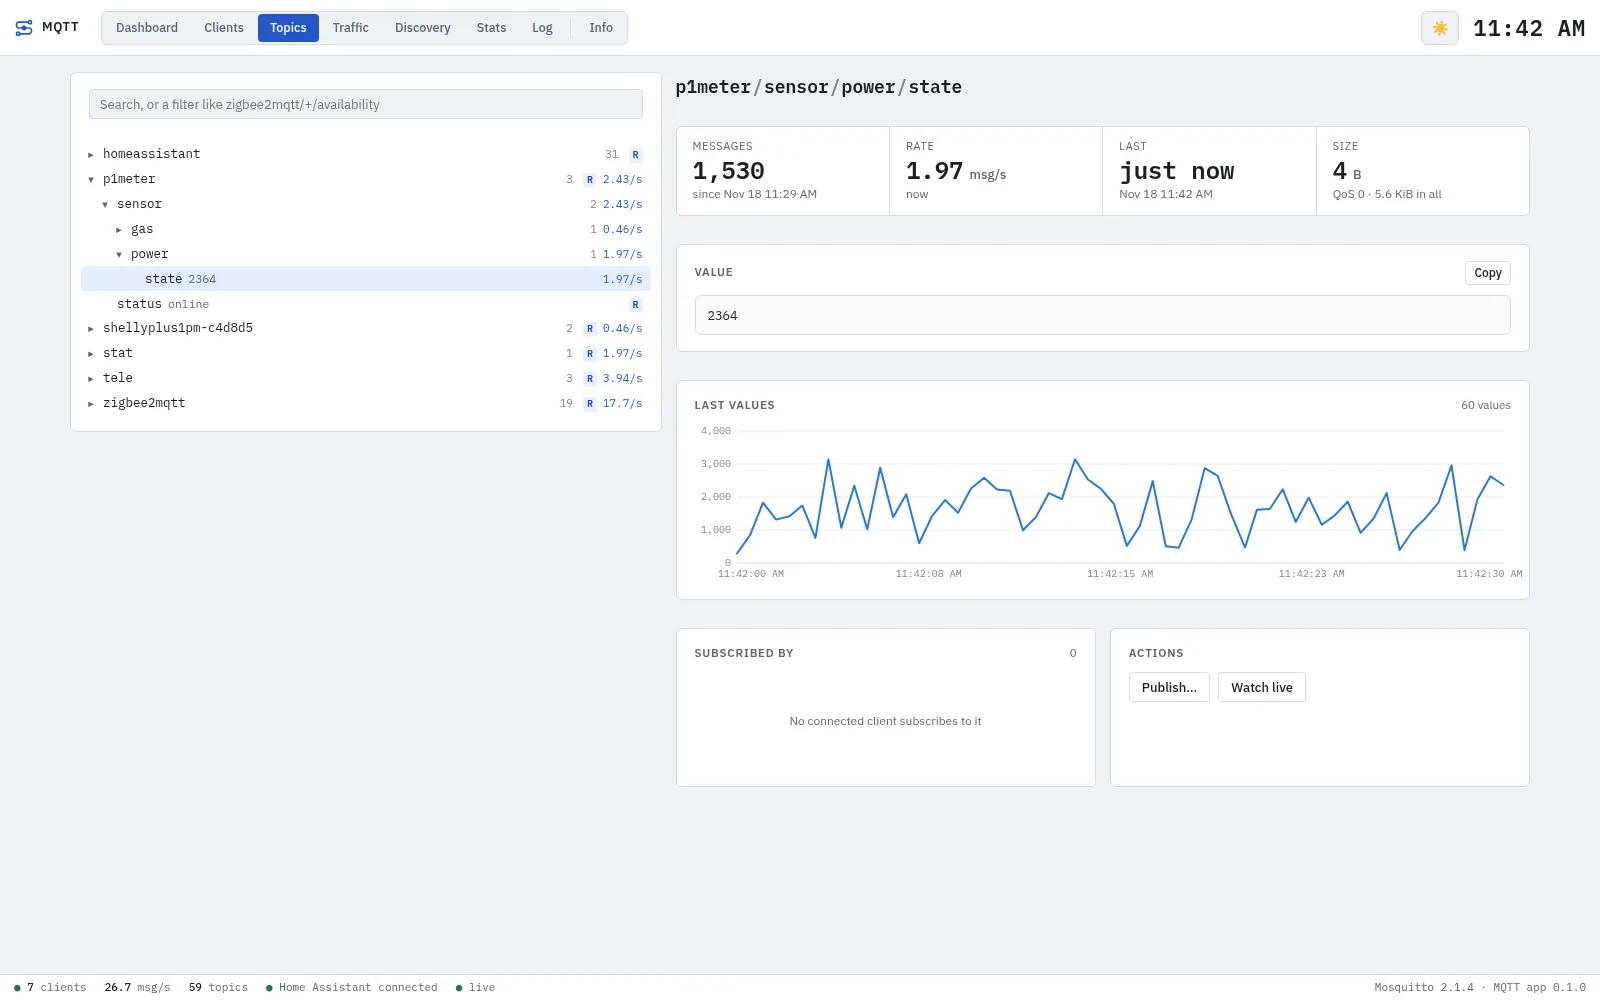 MQTT Dashboard Clients Topics Traffic Discovery Stats Log Info 11:42 AM
Search, or a filter like zigbee2mqtt/+/availability
homeassistant 31 R
p1meter 3 R 2.43/s
sensor 2 2.43/s
gas 1 0.46/s
power 1 1.97/s
state 2364 1.97/s
status online R
shellyplus1pm-c4d8d5 2 R 0.46/s
stat 1 R 1.97/s
tele 3 R 3.94/s
zigbee2mqtt 19 R 17.7/s
p1meter/sensor/power/state
MESSAGES
1,530
since Nov 18 11:29 AM
RATE
1.97 msg/s
now
LAST
just now
Nov 18 11:42 AM
SIZE
4 B
QoS 0 · 5.6 KiB in all
VALUE Copy
2364
LAST VALUES 60 values
4,000
3,000
2,000
1,000
0
11:42:00 AM 11:42:08 AM 11:42:15 AM 11:42:23 AM 11:42:30 AM
SUBSCRIBED BY 0
No connected client subscribes to it
ACTIONS
Publish... Watch live
7 clients 26.7 msg/s 59 topics Home Assistant connected live Mosquitto 2.1.4 · MQTT app 0.1.0